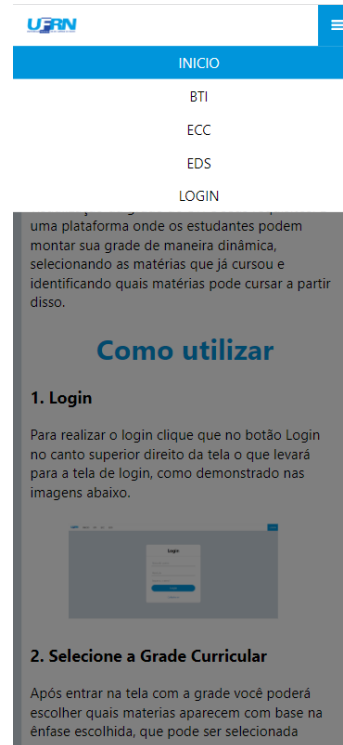 UFRN
INICIO
BTI
ECC
EDS
LOGIN
uma plataforma onde os estudantes podem
montar sua grade de maneira dinâmica,
selecionando as matérias que já cursou e
identificando quais matérias pode cursar a partir
disso.
Como utilizar
1. Login
Para realizar o login clique que no botão Login
no canto superior direito da tela o que levará
para a tela de login, como demonstrado nas
imagens abaixo.
Login
2. Selecione a Grade Curricular
Após entrar na tela com a grade você poderá
escolher quais materias aparecem com base na
ênfase escolhida, que pode ser selecionada